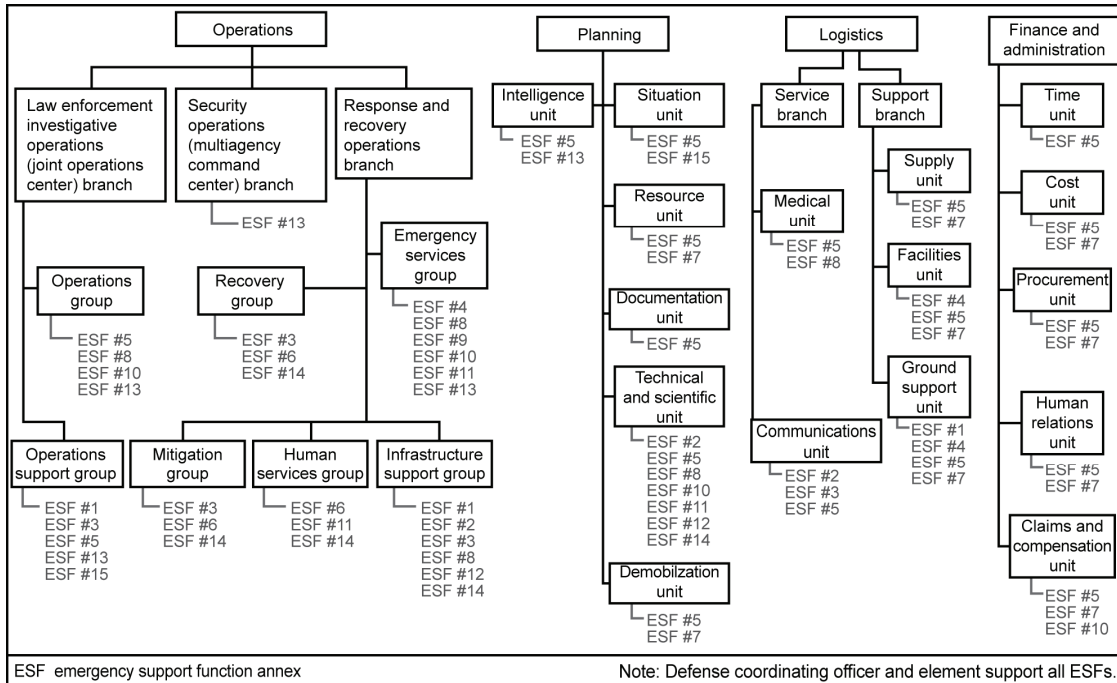 Operations
Law enforcement
investigative
operations
(joint operations
center) branch
Security
operations
(multiagency
command
center) branch
ESF #13
Response and
recovery
operations
branch
Operations
group
ESF #5
ESF #8
ESF #10
ESF #13
Recovery
group
ESF #3
ESF #6
ESF #14
Emergency
services
group
ESF #4
ESF #8
ESF #9
ESF #10
ESF #11
ESF #13
Operations
support group
ESF #1
ESF #3
ESF #5
ESF #13
ESF #15
Mitigation
group
ESF #3
ESF #6
ESF #14
Human
services group
ESF #6
ESF #11
ESF #14
Infrastructure
support group
ESF #1
ESF #2
ESF #3
ESF #8
ESF #12
ESF #14
Planning
Intelligence
unit
ESF #5
ESF #13
Situation
unit
ESF #5
ESF #15
Resource
unit
ESF #5
ESF #7
Documentation
unit
ESF #5
Technical
and scientific
unit
ESF #2
ESF #5
ESF #8
ESF #10
ESF #11
ESF #12
ESF #14
Demobilzation
unit
ESF #5
ESF #7
Logistics
Service
branch
Medical
unit
ESF #5
ESF #8
Communications
unit
ESF #2
ESF #3
ESF #5
Support
branch
Supply
unit
ESF #5
ESF #7
Facilities
unit
ESF #4
ESF #5
ESF #7
Ground
support
unit
ESF #1
ESF #4
ESF #5
ESF #7
Finance and
administration
Time
unit
ESF #5
Cost
unit
ESF #5
ESF #7
Procurement
unit
ESF #5
ESF #7
Human
relations
unit
ESF #5
ESF #7
Claims and
compensation
unit
ESF #5
ESF #7
ESF #10
ESF emergency support function annex
Note: Defense coordinating officer and element support all ESFs.